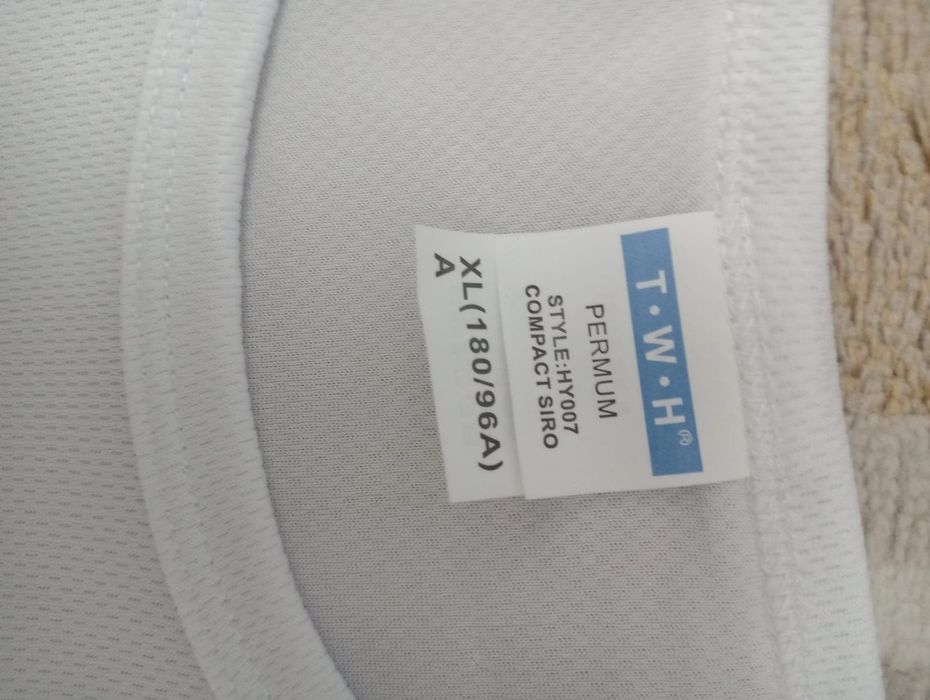 T·W·H®
PERMUM
STYLE:HY007
COMPACT SIRO
XL(180/96A)
A